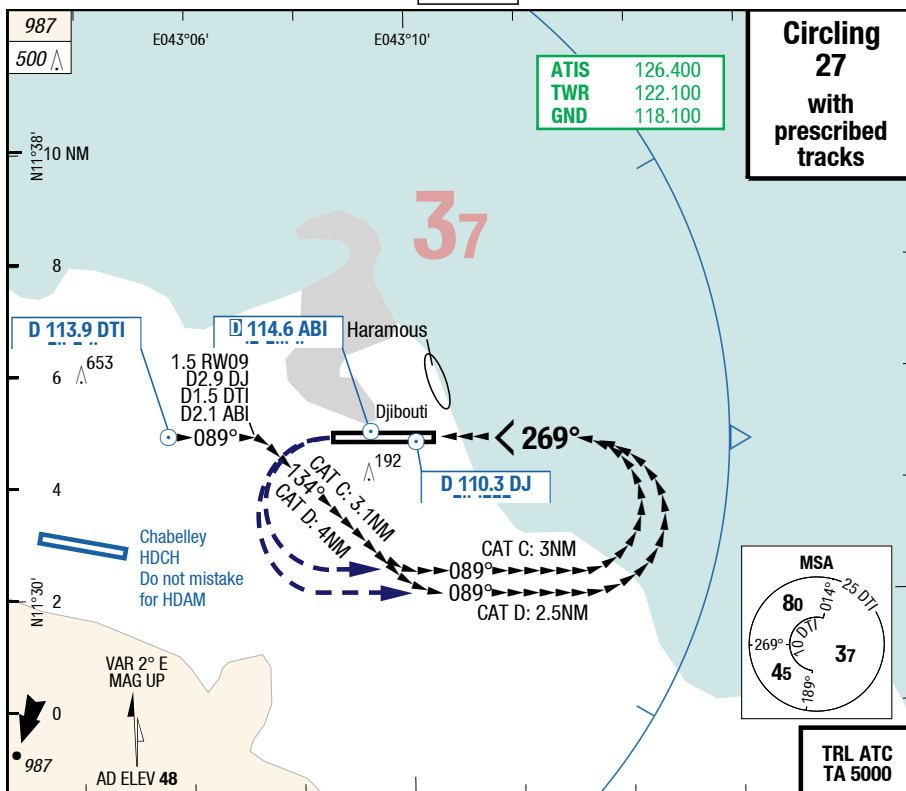 987
500
E043°06'
E043°10'
Circling
27
with
prescribed
tracks
ATIS 126.400
TWR 122.100
GND 118.100
N11°38'
10 NM
37
8
D 113.9 DTI
D 114.6 ABI
Haramous
653
1.5 RW09
D2.9 DJ
D1.5 DTI
D2.1 ABI
6
Djibouti
089°
269°
192
D 110.3 DJ
134°
CAT C: 3.1NM
CAT D: 4NM
4
Chabelley
HDCH
Do not mistake
for HDAM
CAT C: 3NM
089°
089°
CAT D: 2.5NM
N11°30'
2
MSA
80
014°
25 DTI
10 DTI
269°
37
45
189°
VAR 2° E
MAG UP
0
987
AD ELEV 48
TRL ATC
TA 5000